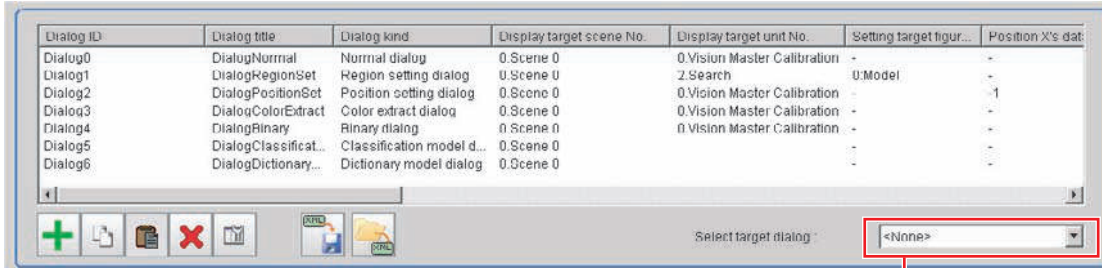 Dialog ID Dialog title Dialog kind Display target scene No. Display target unit No. Setting target figur... Position X's dat
Dialog0 DialogNormal Normal dialog 0.Scene 0 0.Vision Master Calibration - -
Dialog1 DialogRegionSet Region setting dialog 0.Scene 0 2.Search 0:Model -
Dialog2 DialogPositionSet Position setting dialog 0.Scene 0 0.Vision Master Calibration - -1
Dialog3 DialogColorExtract Color extract dialog 0.Scene 0 0.Vision Master Calibration - -
Dialog4 DialogBinary Binary dialog 0.Scene 0 0.Vision Master Calibration - -
Dialog5 DialogClassificat... Classification model d... 0.Scene 0 - -
Dialog6 DialogDictionary... Dictionary model dialog 0.Scene 0 - -
XML XML Select target dialog : <None>